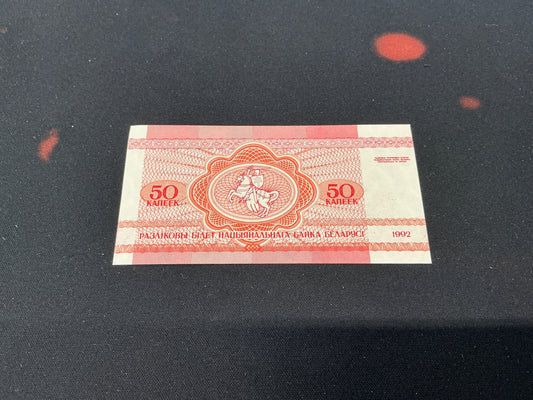 50 КАПЕЕК
50 КАПЕЕК
РАЗЛІКОВЫ БІЛЕТ НАЦЫЯНАЛЬНАГА БАНКА БЕЛАРУСІ 1992